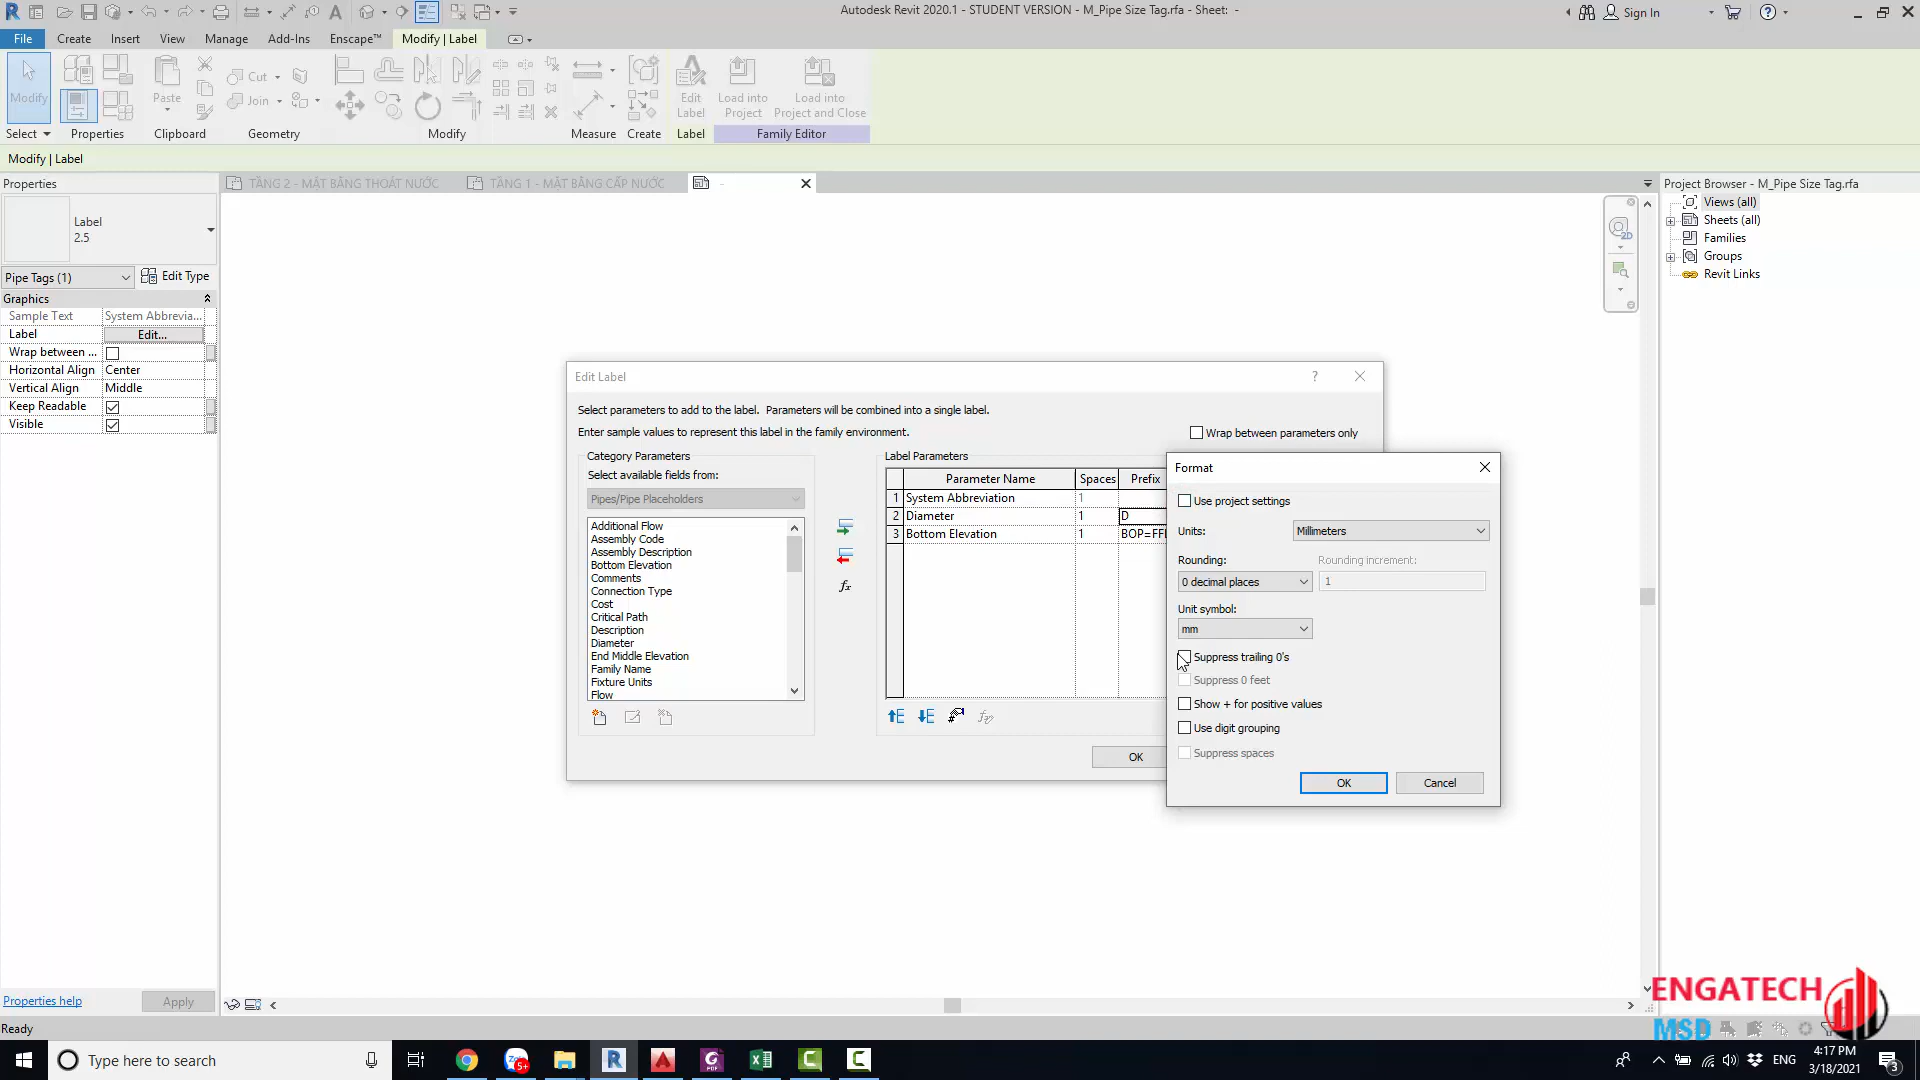 Autodesk Revit 2020.1 - STUDENT VERSION - M_Pipe Size Tag.rfa - Sheet: -
Sign In
File Create Insert View Manage Add-Ins Enscape™ Modify | Label
Modify
Paste
Cut
Join
Edit Label
Load into Project
Load into Project and Close
Select Properties Clipboard Geometry Modify Measure Create Label Family Editor
Modify | Label
Properties
TẦNG 2 - MẶT BẰNG THOÁT NƯỚC
TẦNG 1 - MẶT BẰNG CẤP NƯỚC
-
Project Browser - M_Pipe Size Tag.rfa
Label
2.5
Pipe Tags (1)
Edit Type
Graphics
Sample Text System Abbrevia...
Label Edit...
Wrap between ...
Horizontal Align Center
Vertical Align Middle
Keep Readable
Visible
Views (all)
Sheets (all)
Families
Groups
Revit Links
2D
Edit Label
?
Select parameters to add to the label. Parameters will be combined into a single label.
Enter sample values to represent this label in the family environment.
Wrap between parameters only
Category Parameters
Select available fields from:
Pipes/Pipe Placeholders
Additional Flow
Assembly Code
Assembly Description
Bottom Elevation
Comments
Connection Type
Cost
Critical Path
Description
Diameter
End Middle Elevation
Family Name
Fixture Units
Flow
fx
Label Parameters
Parameter Name Spaces Prefix
1 System Abbreviation 1
2 Diameter 1 D
3 Bottom Elevation 1 BOP=FFL
OK
Format
Use project settings
Units: Millimeters
Rounding: Rounding increment:
0 decimal places 1
Unit symbol:
mm
Suppress trailing 0's
Suppress 0 feet
Show + for positive values
Use digit grouping
Suppress spaces
OK Cancel
Properties help
Apply
Ready
ENGATECH
MSD
Type here to search
5+
ENG
4:17 PM
3/18/2021
3